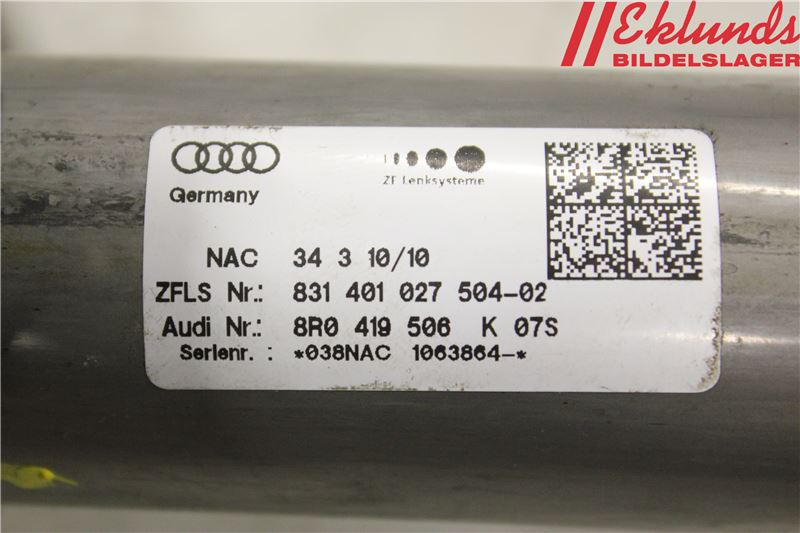 Eklunds
BILDELSLAGER
Germany
ZF Lenksysteme
NAC 34 3 10/10
ZFLS Nr.: 831 401 027 504-02
Audi Nr.: 8R0 419 506 K 07S
Serienr. : *038NAC 1063864-*